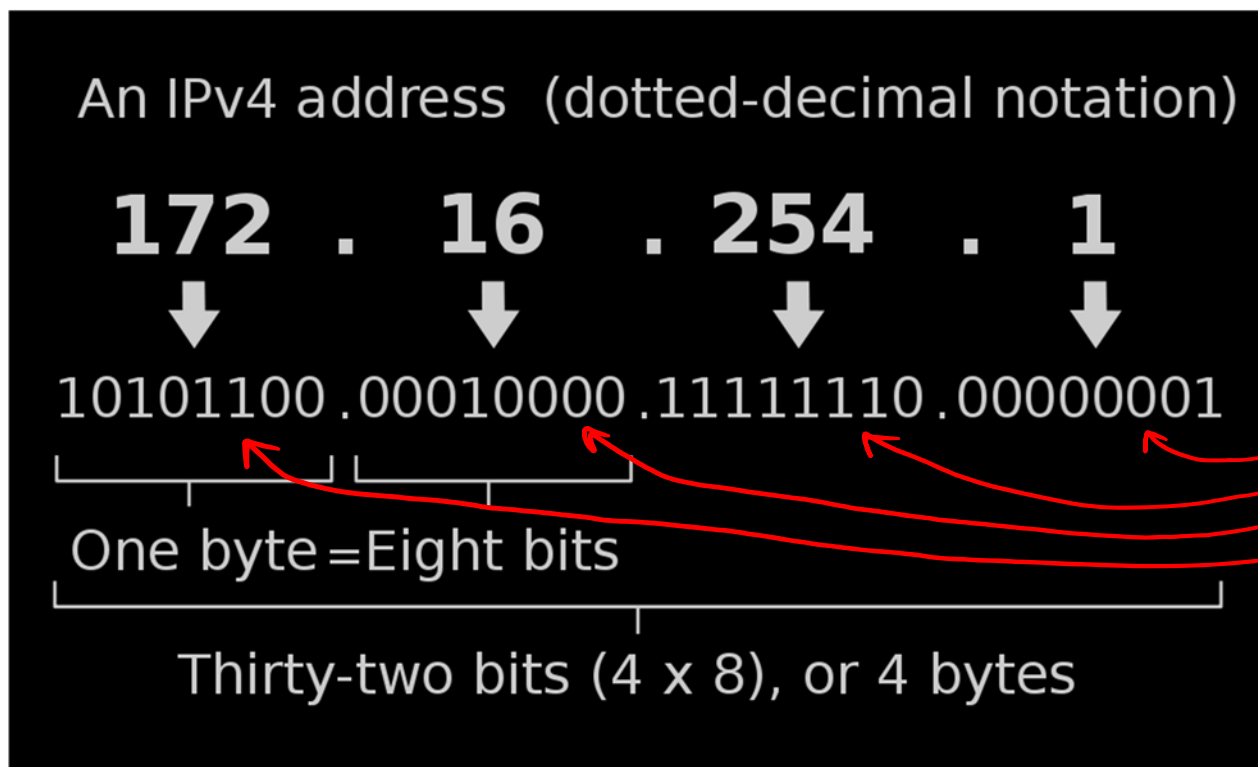 An IPv4 address (dotted-decimal notation)
172 . 16 . 254 . 1
10101100 .00010000 .11111110 .00000001
One byte =Eight bits
Thirty-two bits (4 x 8), or 4 bytes